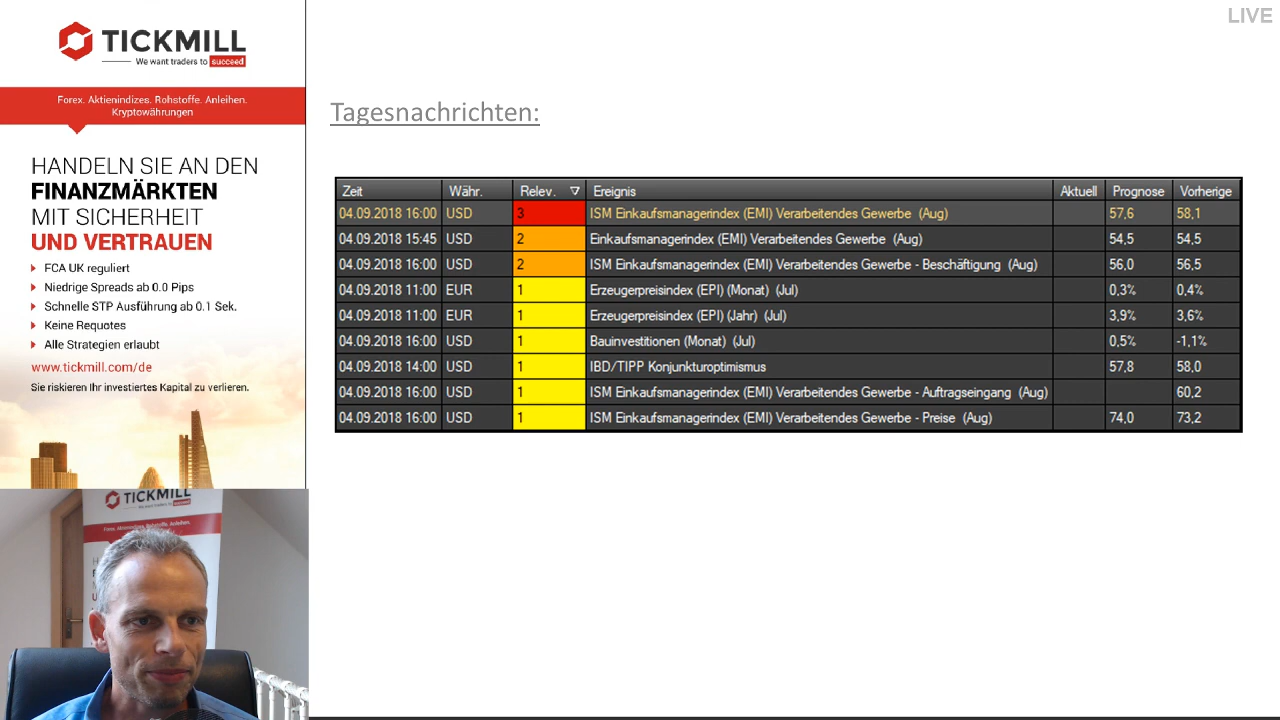 LIVE
TICKMILL
We want traders to succeed
Forex. Aktienindizes. Rohstoffe. Anleihen.
Kryptowährungen
HANDELN SIE AN DEN
FINANZMÄRKTEN
MIT SICHERHEIT
UND VERTRAUEN
FCA UK reguliert
Niedrige Spreads ab 0.0 Pips
Schnelle STP Ausführung ab 0.1 Sek.
Keine Requotes
Alle Strategien erlaubt
www.tickmill.com/de
Sie riskieren Ihr investiertes Kapital zu verlieren.
Tagesnachrichten:
Zeit Währ. Relev. Ereignis Aktuell Prognose Vorherige
04.09.2018 16:00 USD 3 ISM Einkaufsmanagerindex (EMI) Verarbeitendes Gewerbe (Aug) 57,6 58,1
04.09.2018 15:45 USD 2 Einkaufsmanagerindex (EMI) Verarbeitendes Gewerbe (Aug) 54,5 54,5
04.09.2018 16:00 USD 2 ISM Einkaufsmanagerindex (EMI) Verarbeitendes Gewerbe - Beschäftigung (Aug) 56,0 56,5
04.09.2018 11:00 EUR 1 Erzeugerpreisindex (EPI) (Monat) (Jul) 0,3% 0,4%
04.09.2018 11:00 EUR 1 Erzeugerpreisindex (EPI) (Jahr) (Jul) 3,9% 3,6%
04.09.2018 16:00 USD 1 Bauinvestitionen (Monat) (Jul) 0,5% -1,1%
04.09.2018 14:00 USD 1 IBD/TIPP Konjunkturoptimismus 57,8 58,0
04.09.2018 16:00 USD 1 ISM Einkaufsmanagerindex (EMI) Verarbeitendes Gewerbe - Auftragseingang (Aug) 60,2
04.09.2018 16:00 USD 1 ISM Einkaufsmanagerindex (EMI) Verarbeitendes Gewerbe - Preise (Aug) 74,0 73,2
TICKMILL
We want traders to succeed
Forex. Aktienindizes. Rohstoffe. Anleihen.